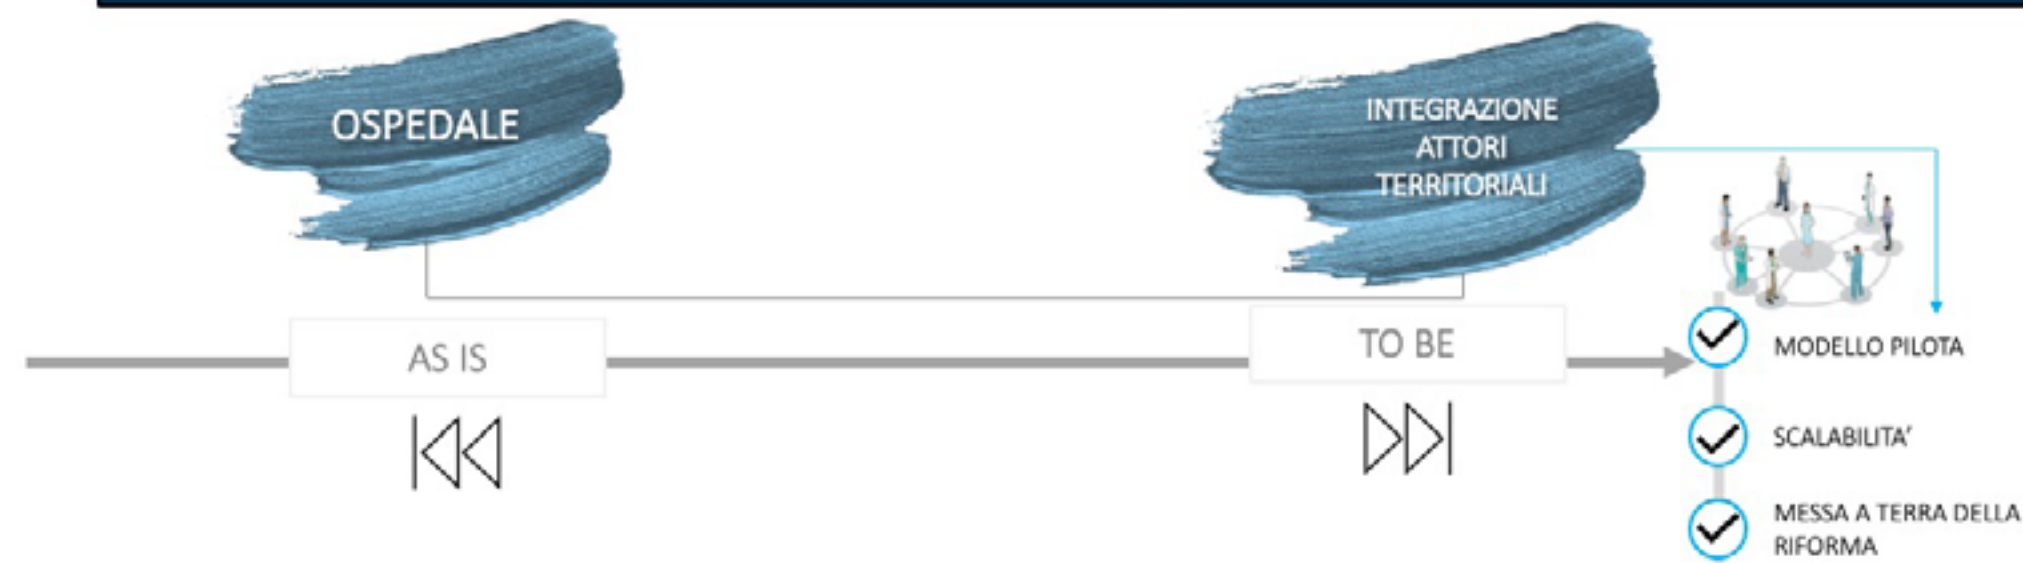 OSPEDALE
INTEGRAZIONE
ATTORI
TERRITORIALI
AS IS
TO BE
MODELLO PILOTA
SCALABILITA'
MESSA A TERRA DELLA
RIFORMA